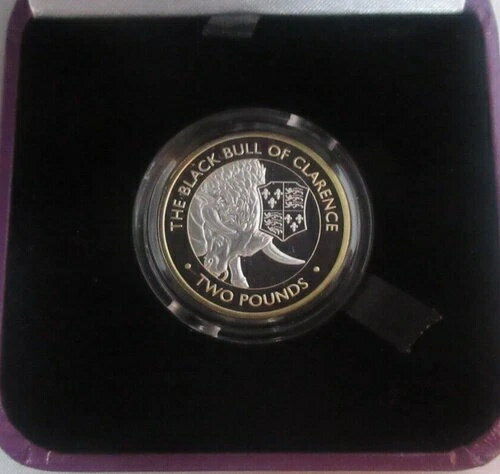 THE BLACK BULL OF CLARENCE
· TWO POUNDS ·